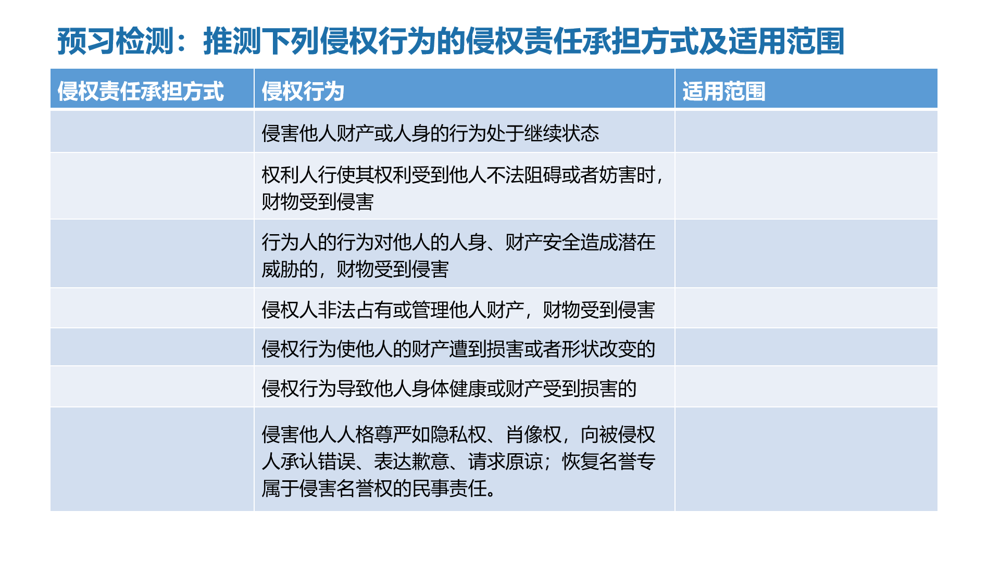 预习检测：推测下列侵权行为的侵权责任承担方式及适用范围
侵权责任承担方式
侵权行为
适用范围
侵害他人财产或人身的行为处于继续状态
权利人行使其权利受到他人不法阻碍或者妨害时，
财物受到侵害
行为人的行为对他人的人身、财产安全造成潜在
威胁的，财物受到侵害
侵权人非法占有或管理他人财产，财物受到侵害
侵权行为使他人的财产遭到损害或者形状改变的
侵权行为导致他人身体健康或财产受到损害的
侵害他人人格尊严如隐私权、肖像权，向被侵权
人承认错误、表达歉意、请求原谅；恢复名誉专
属于侵害名誉权的民事责任。